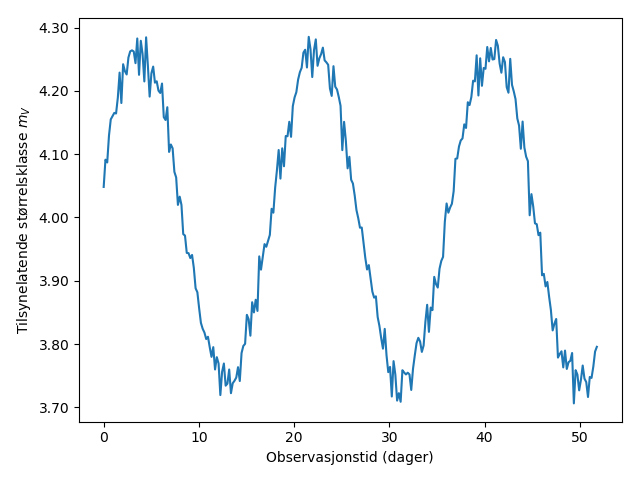 4.30
4.20
4.10
4.00
3.90
3.80
3.70
Tilsynelatende størrelsklasse m_V
0 10 20 30 40 50
Observasjonstid (dager)